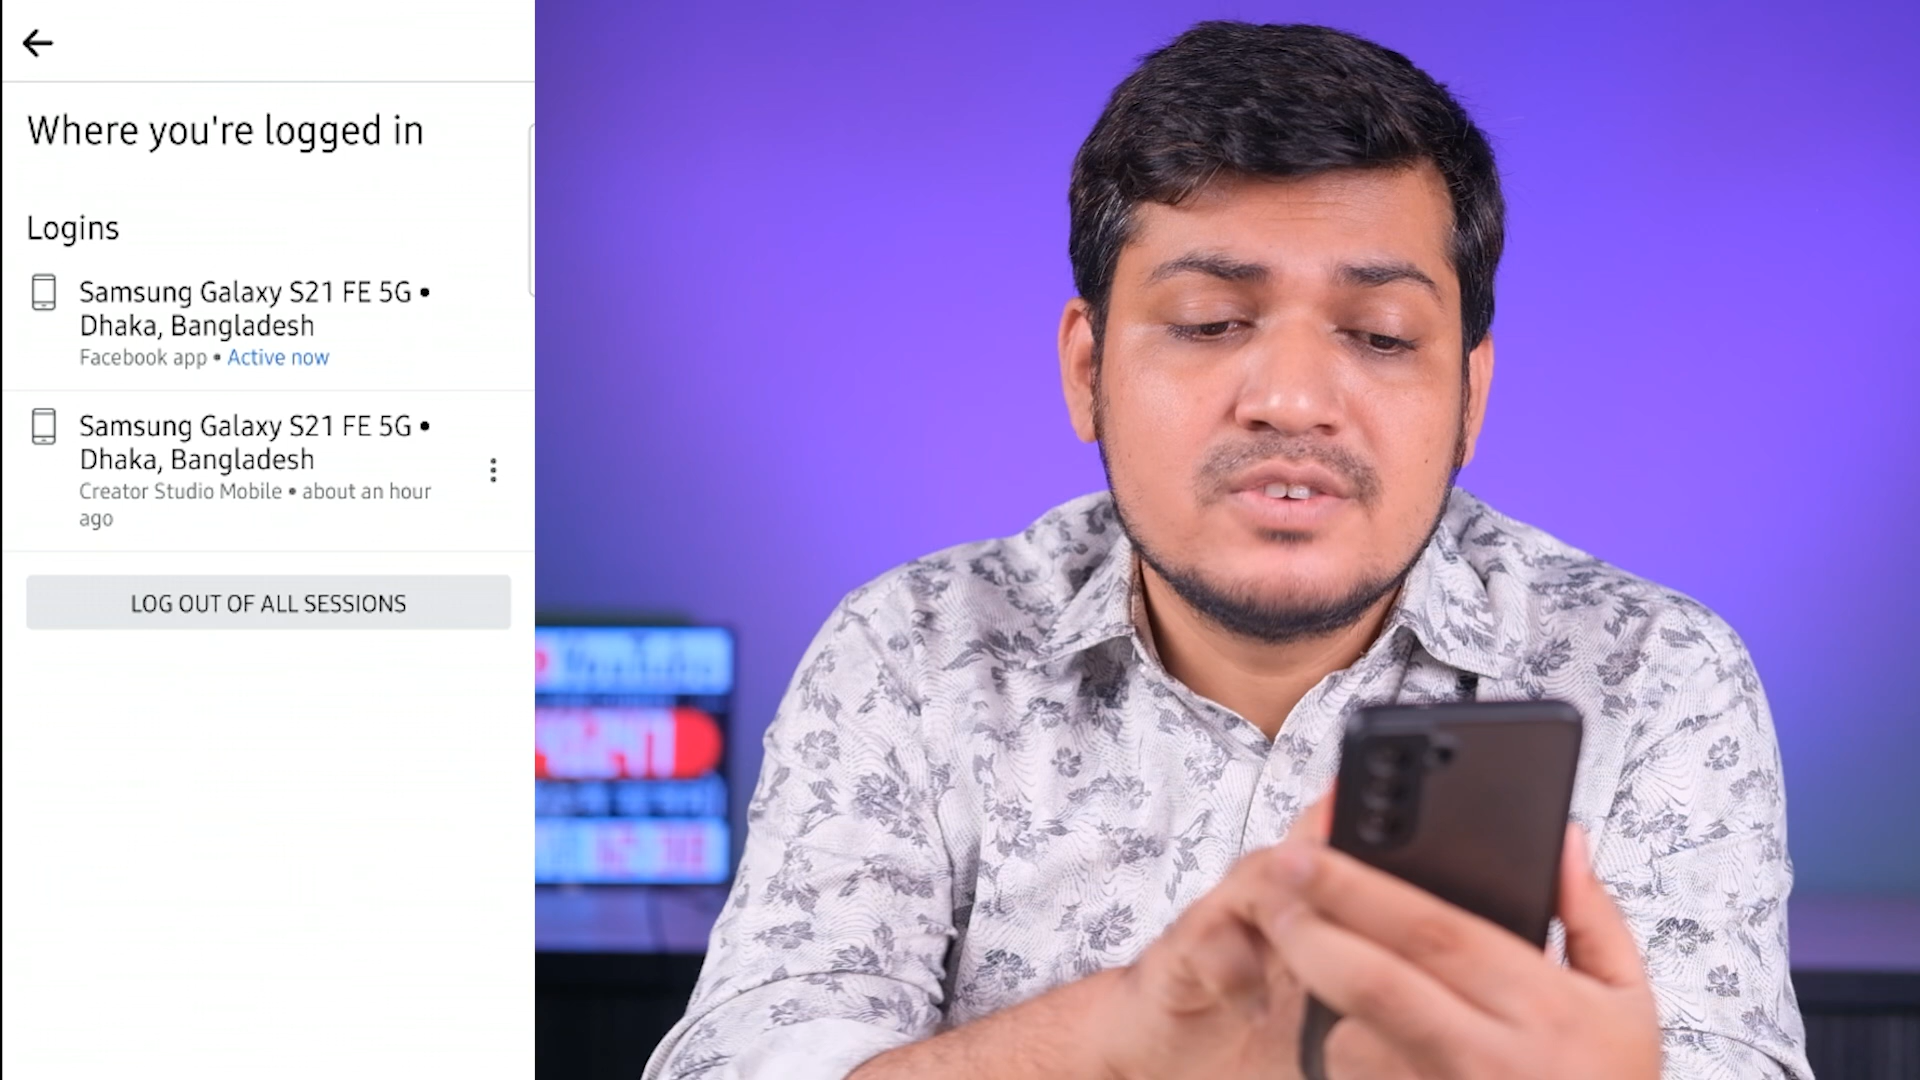 Where you're logged in
Logins
Samsung Galaxy S21 FE 5G •
Dhaka, Bangladesh
Facebook app • Active now
Samsung Galaxy S21 FE 5G •
Dhaka, Bangladesh
Creator Studio Mobile • about an hour
ago
LOG OUT OF ALL SESSIONS